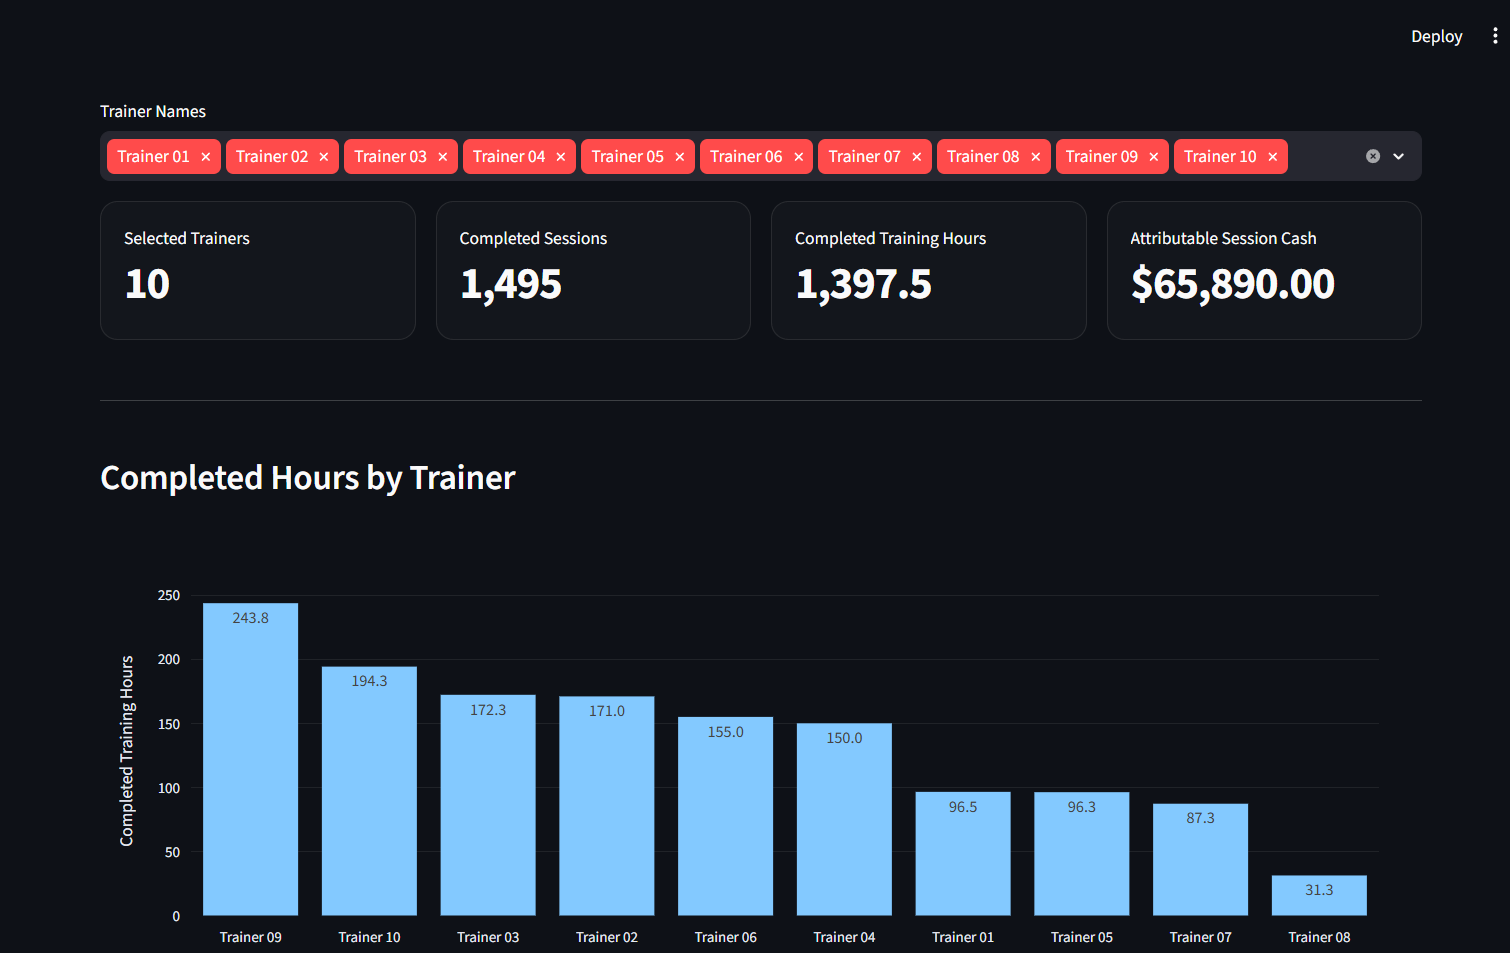 Deploy
Trainer Names
Trainer 01 × Trainer 02 × Trainer 03 × Trainer 04 × Trainer 05 × Trainer 06 × Trainer 07 × Trainer 08 × Trainer 09 × Trainer 10 ×
Selected Trainers
10
Completed Sessions
1,495
Completed Training Hours
1,397.5
Attributable Session Cash
$65,890.00
Completed Hours by Trainer
Completed Training Hours
250
200
150
100
50
0
243.8
194.3
172.3
171.0
155.0
150.0
96.5
96.3
87.3
31.3
Trainer 09 Trainer 10 Trainer 03 Trainer 02 Trainer 06 Trainer 04 Trainer 01 Trainer 05 Trainer 07 Trainer 08